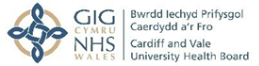 GIG
CYMRU
NHS
WALES
Bwrdd Iechyd Prifysgol
Caerdydd a'r Fro
Cardiff and Vale
University Health Board